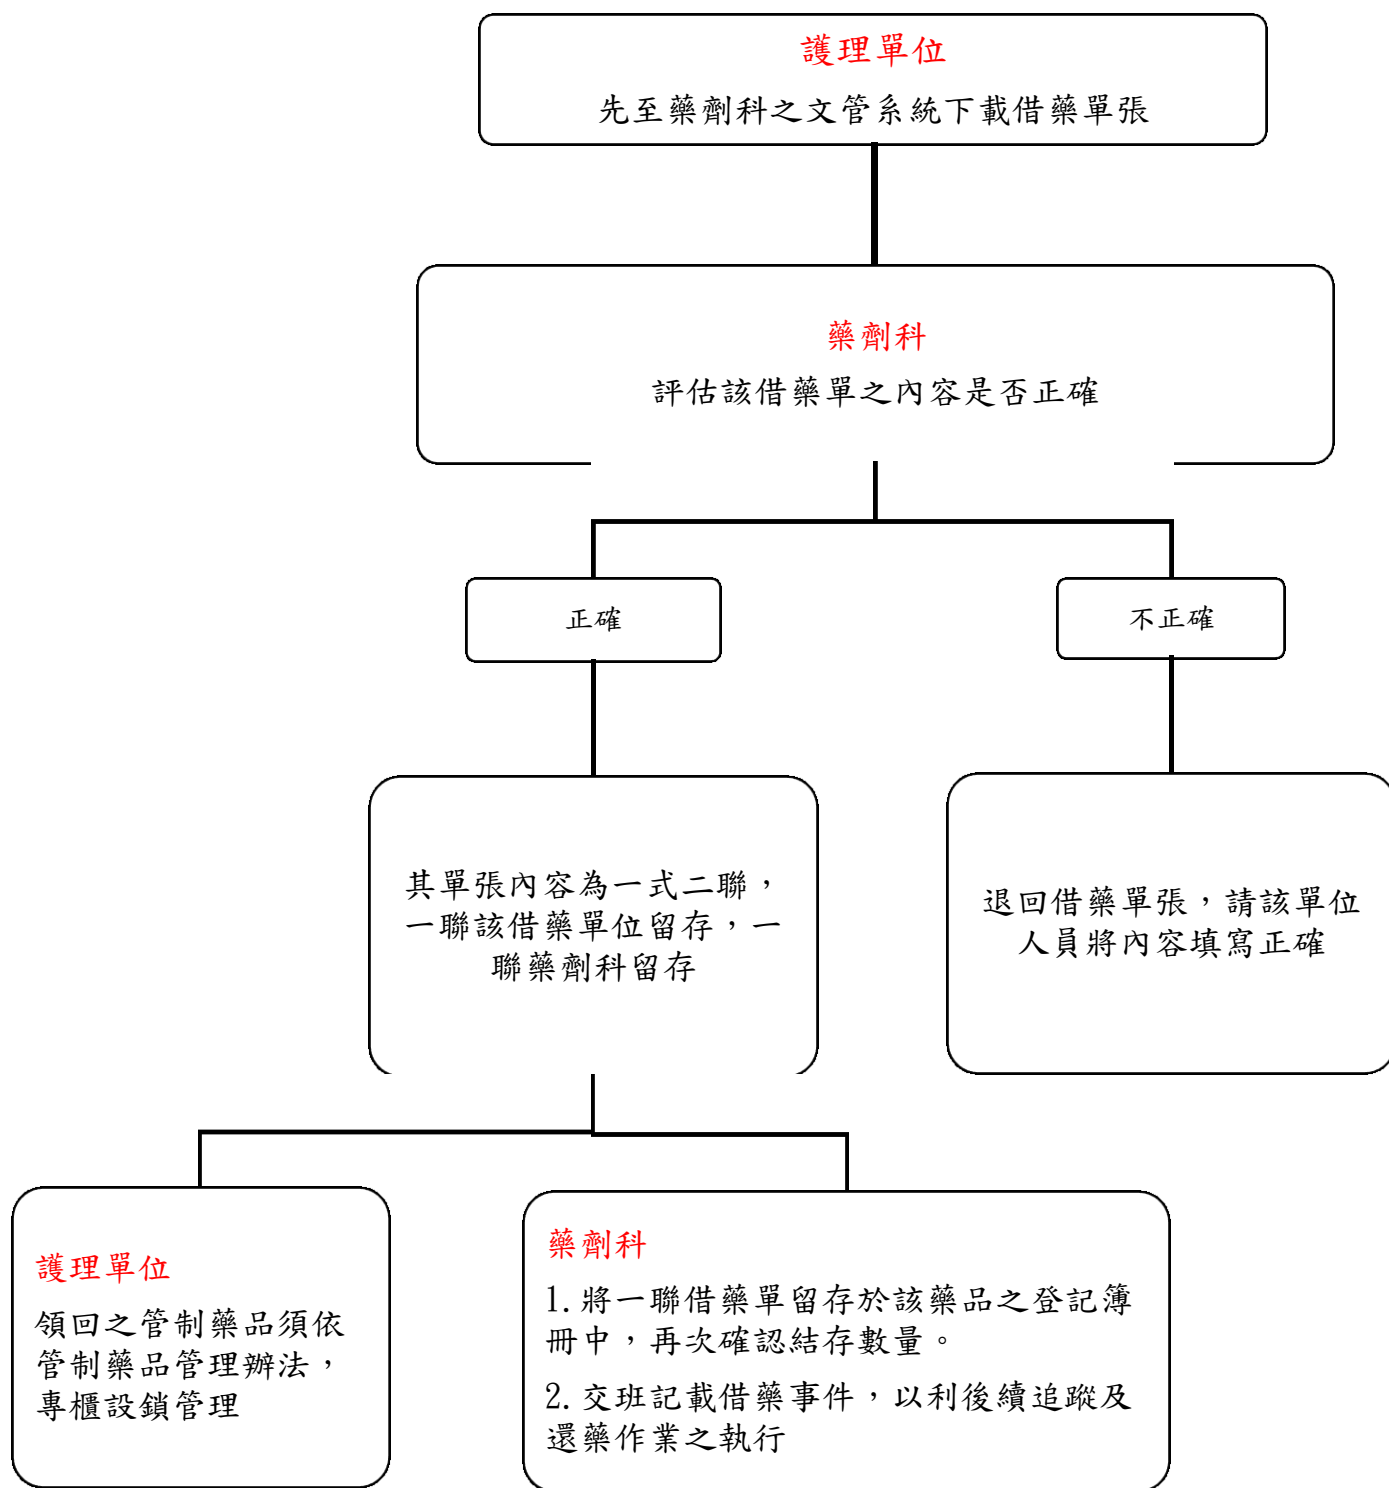 護理單位
先至藥劑科之文管系統下載借藥單張
藥劑科
評估該借藥單之內容是否正確
正確
不正確
其單張內容為一式二聯，
一聯該借藥單位留存，一
聯藥劑科留存
退回借藥單張，請該單位
人員將內容填寫正確
護理單位
領回之管制藥品須依
管制藥品管理辦法，
專櫃設鎖管理
藥劑科
1. 將一聯借藥單留存於該藥品之登記簿
冊中，再次確認結存數量。
2. 交班記載借藥事件，以利後續追蹤及
還藥作業之執行